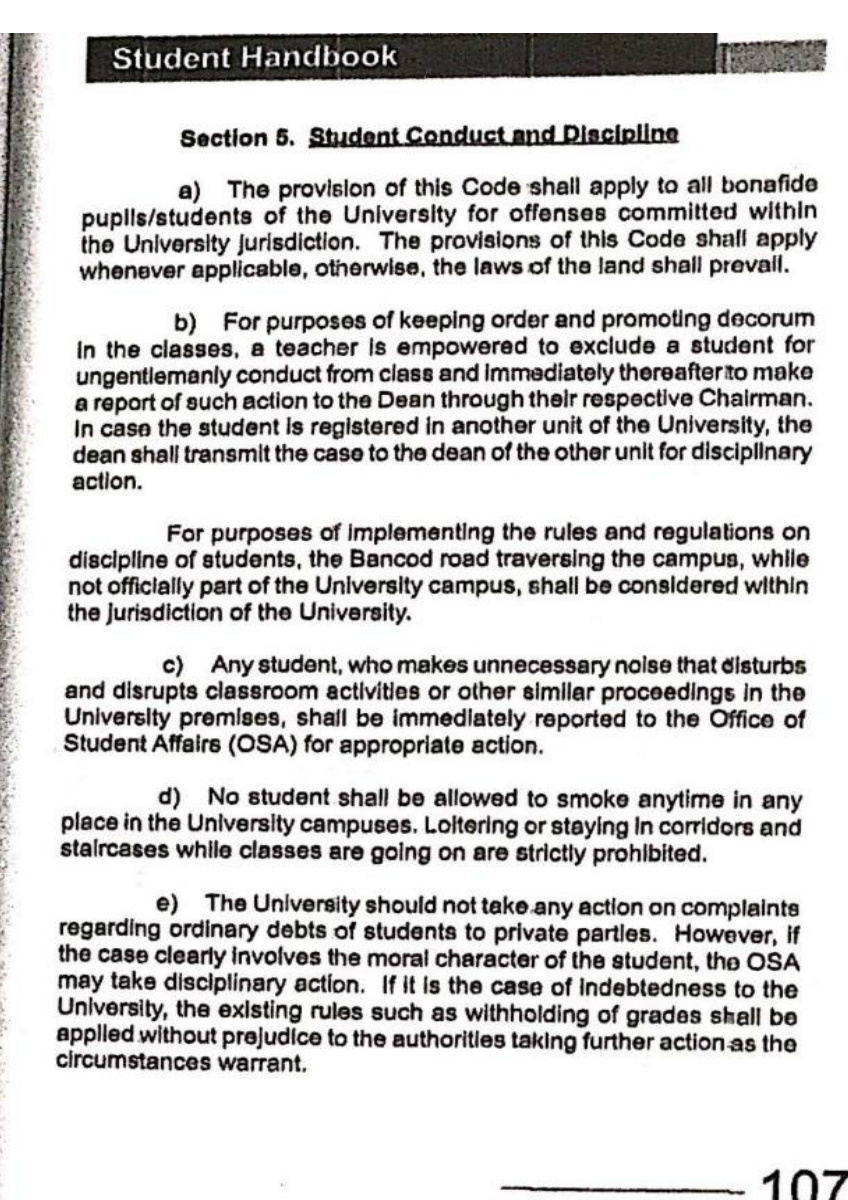 Student Handbook
Section 5. Student Conduct and Discipline
a) The provision of this Code shall apply to all bonafide
pupils/students of the University for offenses committed within
the University jurisdiction. The provisions of this Code shall apply
whenever applicable, otherwise, the laws of the land shall prevail.
b) For purposes of keeping order and promoting decorum
in the classes, a teacher is empowered to exclude a student for
ungentlemanly conduct from class and immediately thereafter to make
a report of such action to the Dean through their respective Chairman.
In case the student is registered in another unit of the University, the
dean shall transmit the case to the dean of the other unit for disciplinary
action.
For purposes of implementing the rules and regulations on
discipline of students, the Bancod road traversing the campus, while
not officially part of the University campus, shall be considered within
the jurisdiction of the University.
c) Any student, who makes unnecessary noise that disturbs
and disrupts classroom activities or other similar proceedings in the
University premises, shall be immediately reported to the Office of
Student Affairs (OSA) for appropriate action.
d) No student shall be allowed to smoke anytime in any
place in the University campuses. Loitering or staying in corridors and
staircases while classes are going on are strictly prohibited.
e) The University should not take any action on complaints
regarding ordinary debts of students to private parties. However, if
the case clearly involves the moral character of the student, the OSA
may take disciplinary action. If it is the case of indebtedness to the
University, the existing rules such as withholding of grades shall be
applied without prejudice to the authorities taking further action as the
circumstances warrant.
107